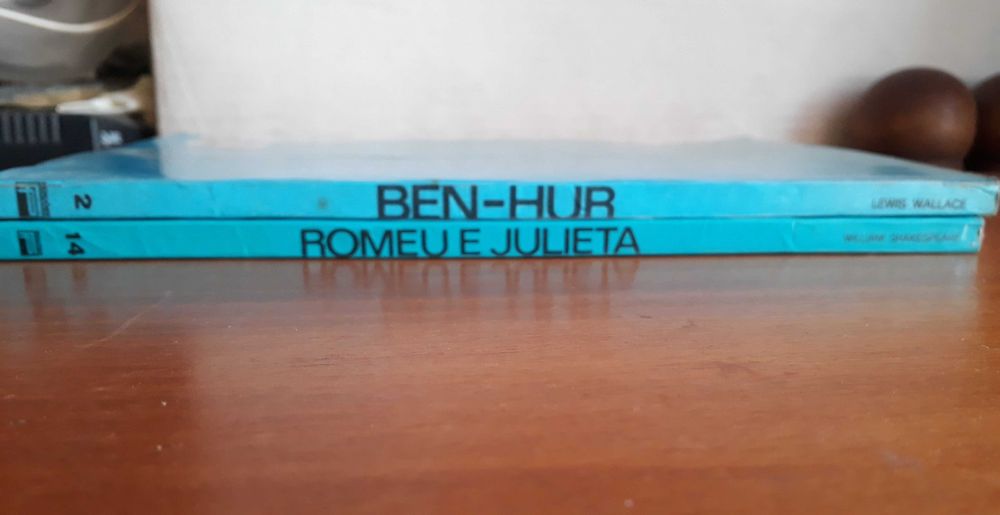 2 BEN-HUR LEWIS WALLACE
14 ROMEU E JULIETA WILLIAM SHAKESPEARE